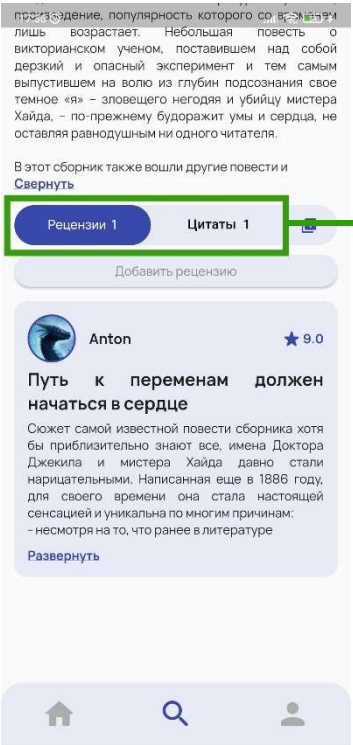 произведение, популярность которого со временем
лишь возрастает. Небольшая повесть о
викторианском ученом, поставившем над собой
дерзкий и опасный эксперимент и тем самым
выпустившем на волю из глубин подсознания свое
темное «я» – зловещего негодяя и убийцу мистера
Хайда, – по-прежнему будоражит умы и сердца, не
оставляя равнодушным ни одного читателя.
В этот сборник также вошли другие повести и
Свернуть
Рецензии 1
Цитаты 1
Добавить рецензию
Anton
9.0
Путь к переменам должен
начаться в сердце
Сюжет самой известной повести сборника хотя
бы приблизительно знают все, имена Доктора
Джекила и мистера Хайда давно стали
нарицательными. Написанная еще в 1886 году,
для своего времени она стала настоящей
сенсацией и уникальна по многим причинам:
- несмотря на то, что ранее в литературе
Развернуть